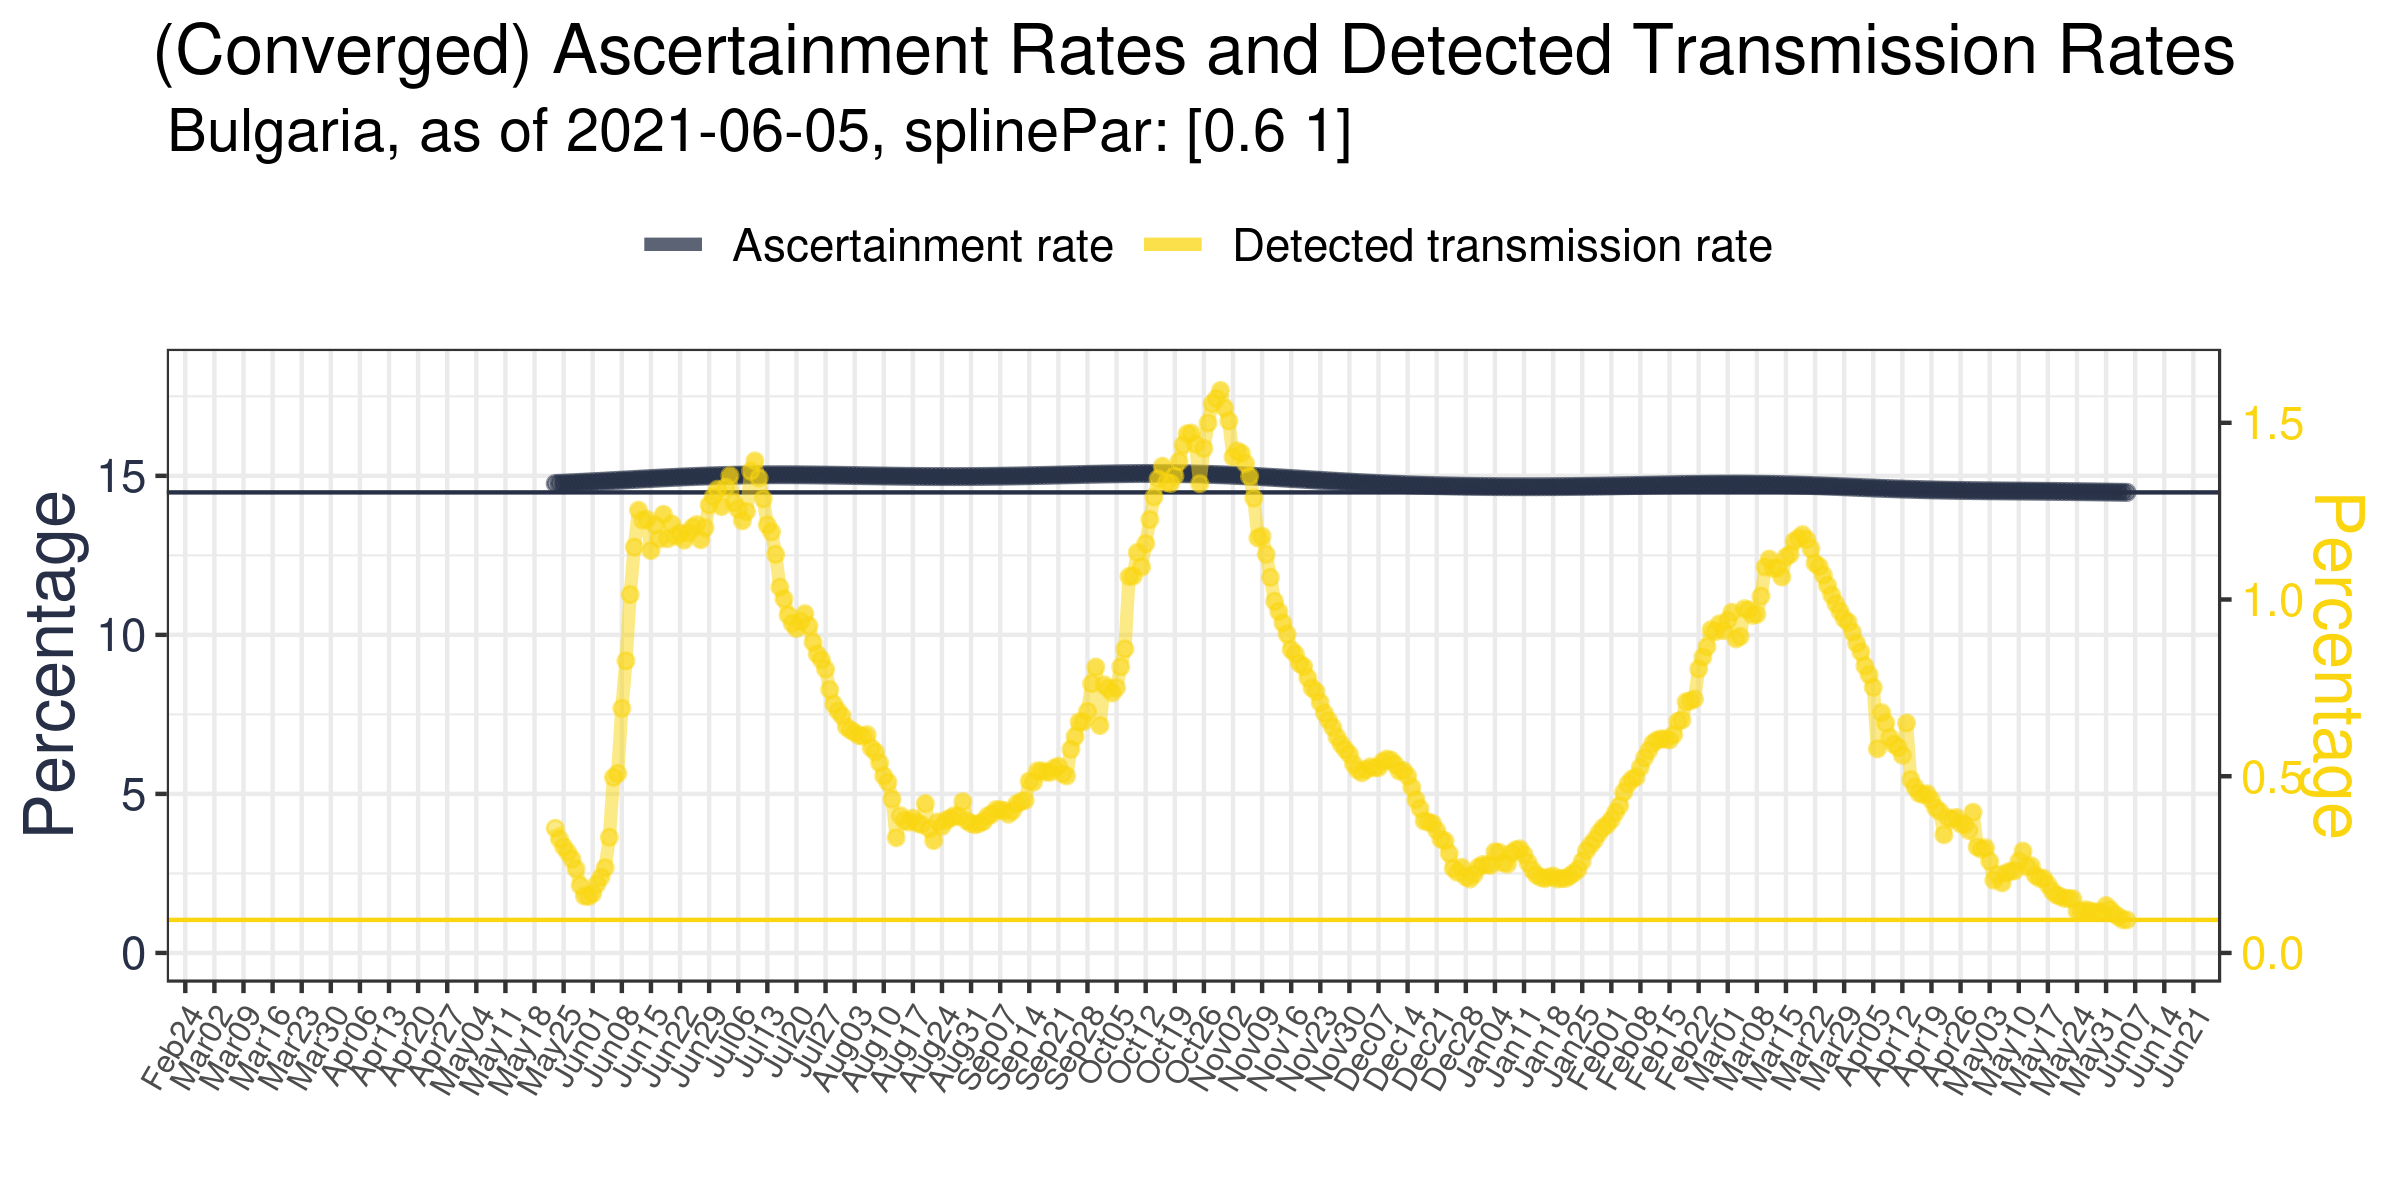 (Converged) Ascertainment Rates and Detected Transmission Rates
Bulgaria, as of 2021-06-05, splinePar: [0.6 1]
Ascertainment rate
Detected transmission rate
Percentage
15
10
5
0
1.5
1.0
0.5
0.0
Percentage
Feb24
Mar02
Mar09
Mar16
Mar23
Mar30
Apr06
Apr13
Apr20
Apr27
May04
May11
May18
May25
Jun01
Jun08
Jun15
Jun22
Jun29
Jul06
Jul13
Jul20
Jul27
Aug03
Aug10
Aug17
Aug24
Aug31
Sep07
Sep14
Sep21
Sep28
Oct05
Oct12
Oct19
Oct26
Nov02
Nov09
Nov16
Nov23
Nov30
Dec07
Dec14
Dec21
Dec28
Jan04
Jan11
Jan18
Jan25
Feb01
Feb08
Feb15
Feb22
Mar01
Mar08
Mar15
Mar22
Mar29
Apr05
Apr12
Apr19
Apr26
May03
May10
May17
May24
May31
Jun07
Jun14
Jun21